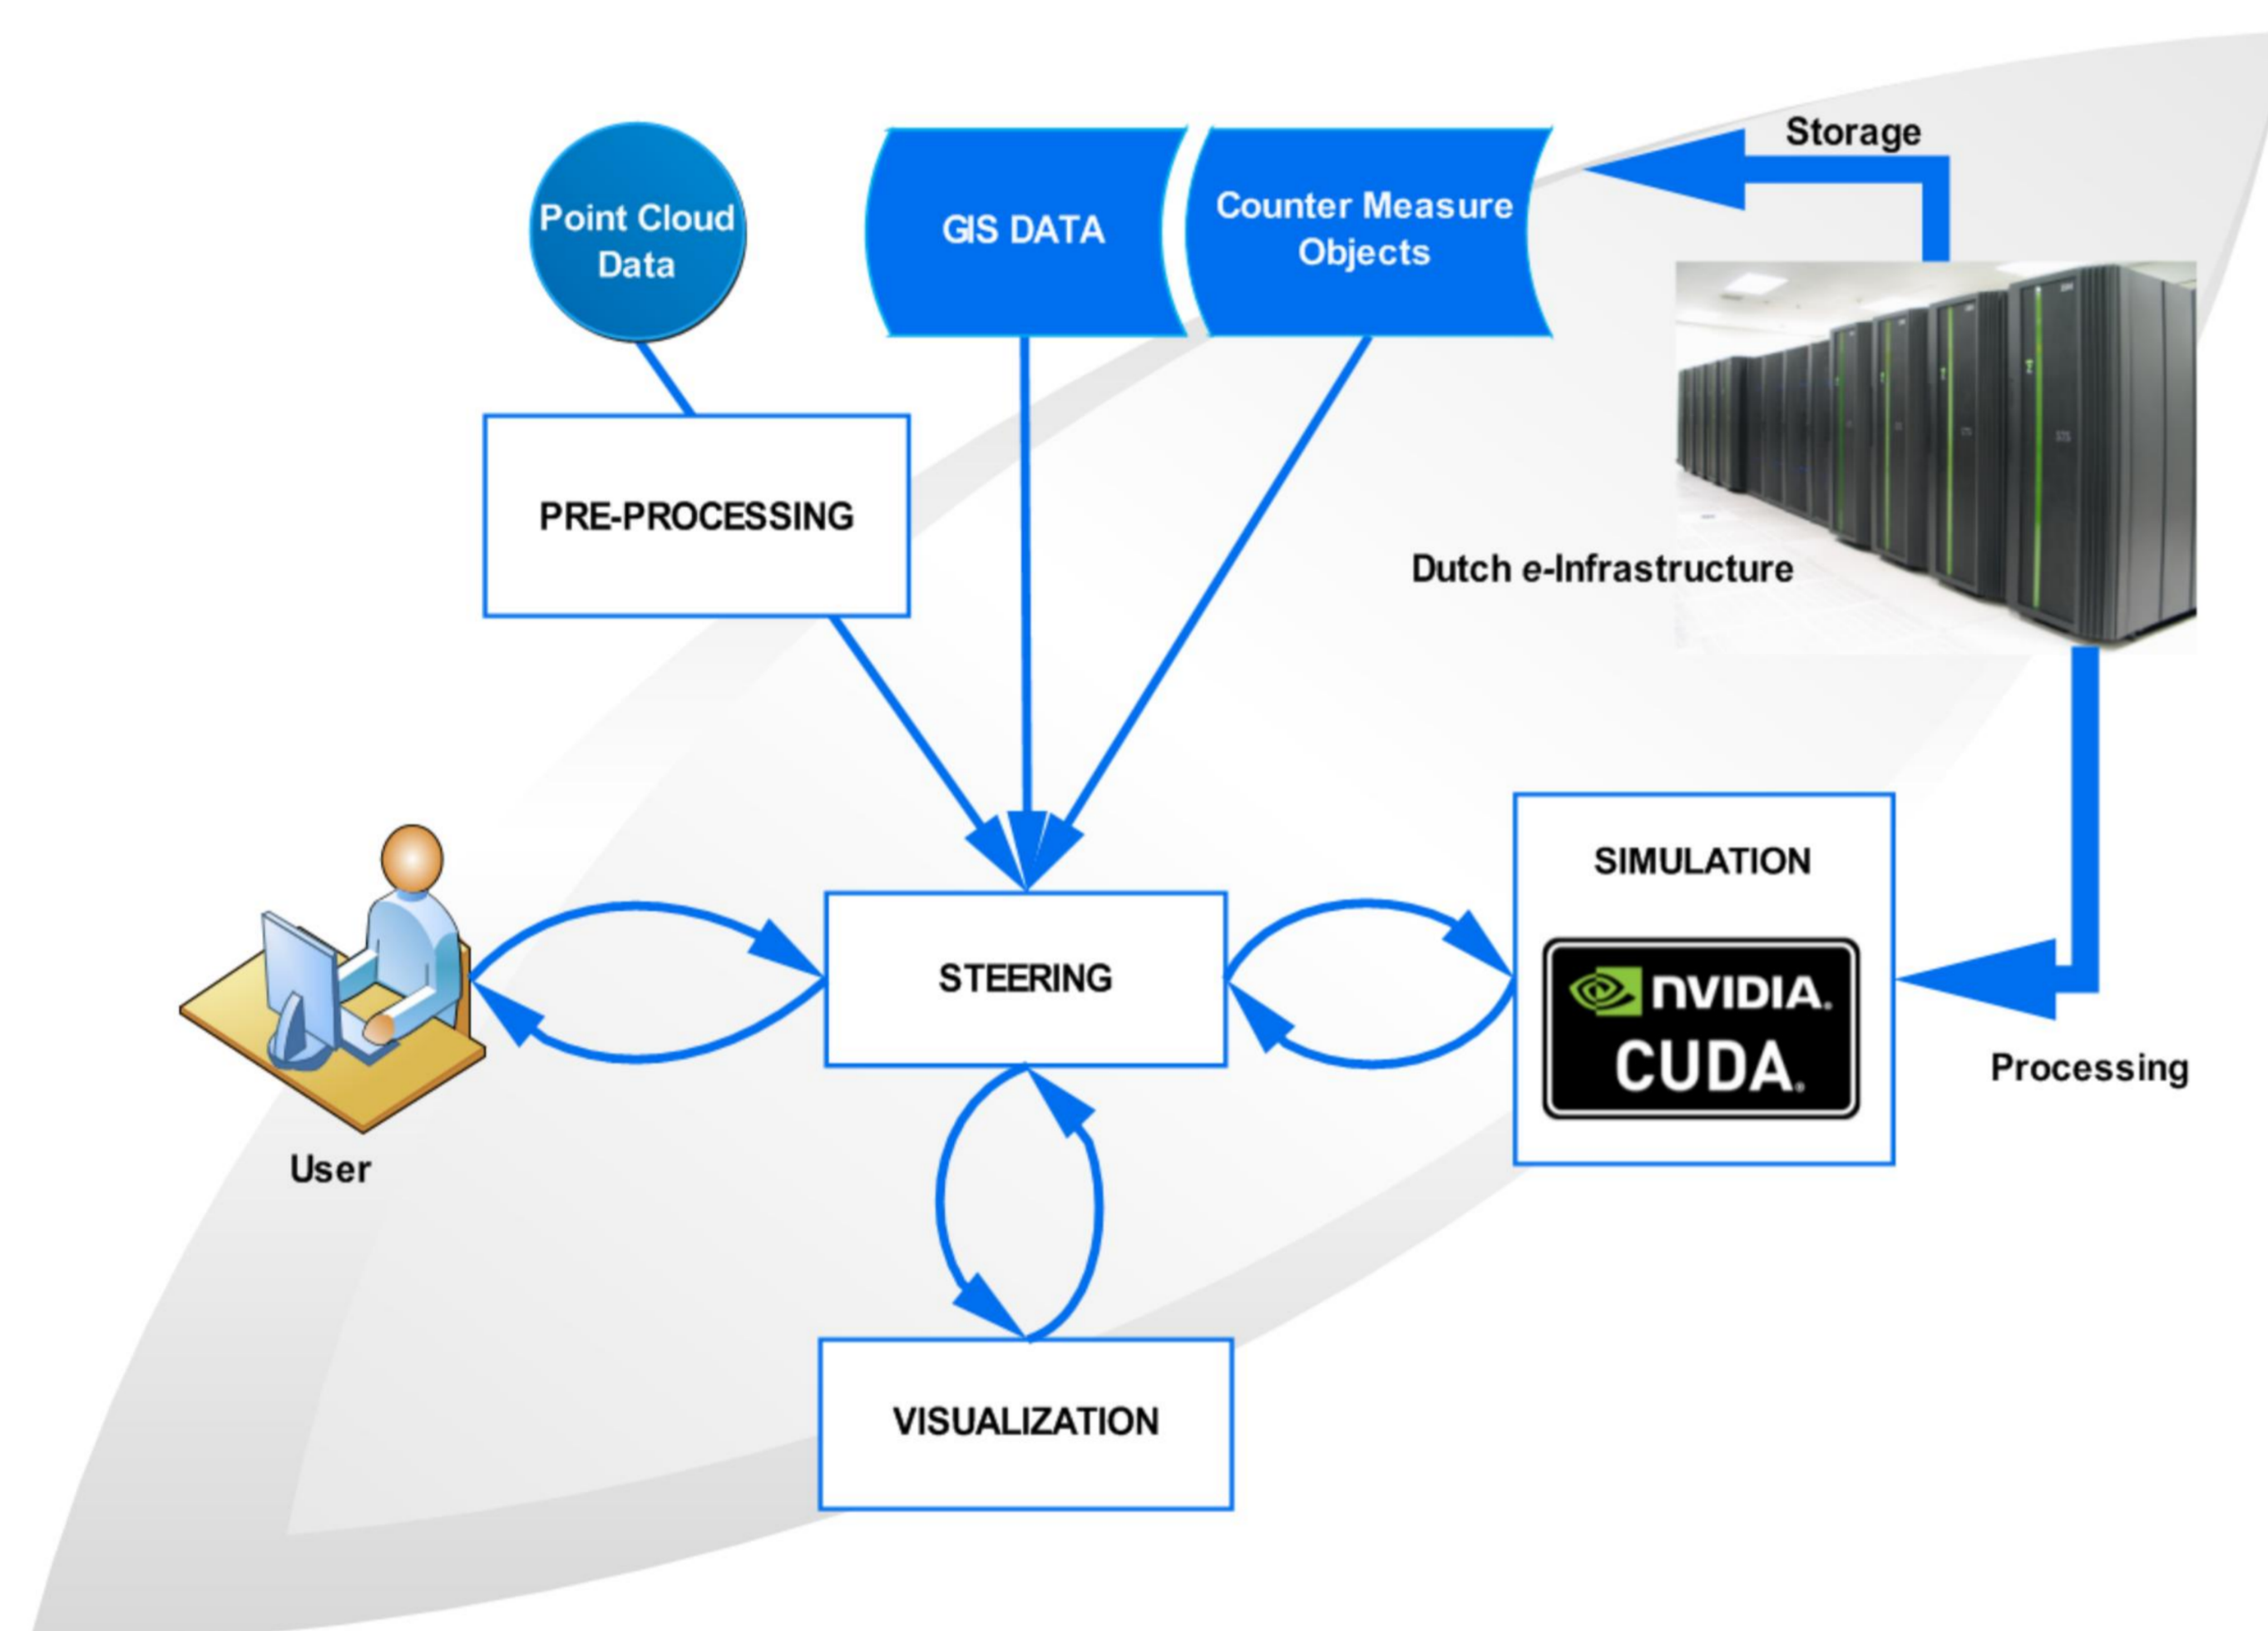 Storage
Point Cloud
Data
GIS DATA
Counter Measure
Objects
PRE-PROCESSING
Dutch e-Infrastructure
SIMULATION
STEERING
NVIDIA.
CUDA.
Processing
User
VISUALIZATION